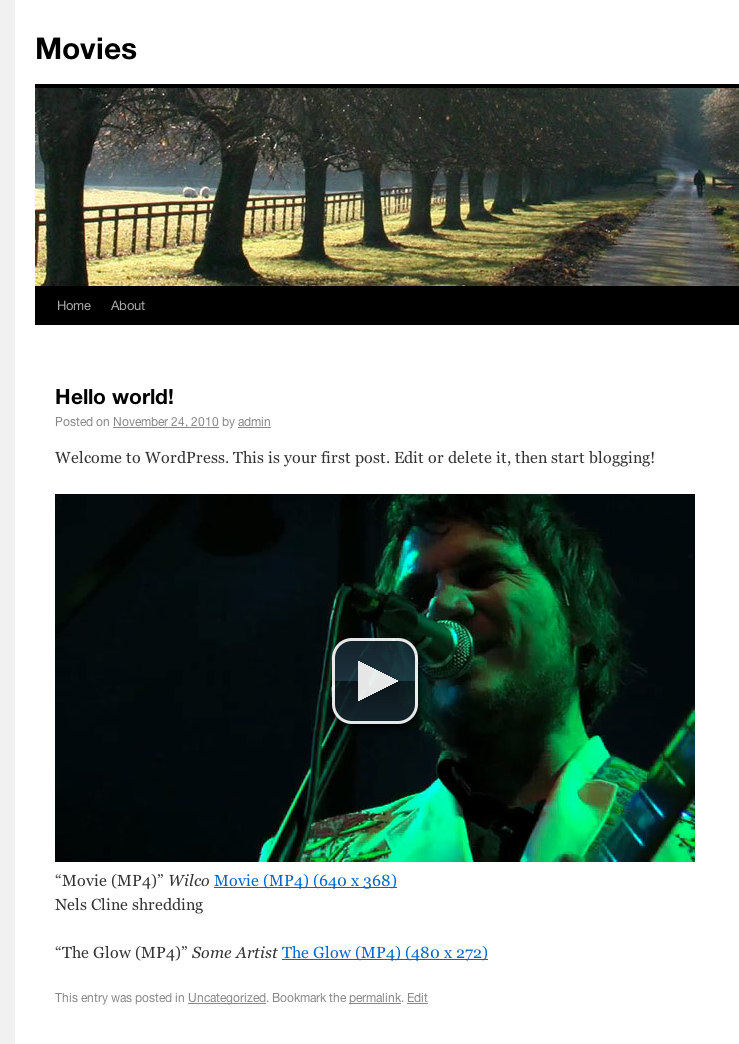 Movies
Home About
Hello world!
Posted on November 24, 2010 by admin
Welcome to WordPress. This is your first post. Edit or delete it, then start blogging!
“Movie (MP4)” Wilco Movie (MP4) (640 x 368)
Nels Cline shredding
“The Glow (MP4)” Some Artist The Glow (MP4) (480 x 272)
This entry was posted in Uncategorized. Bookmark the permalink. Edit